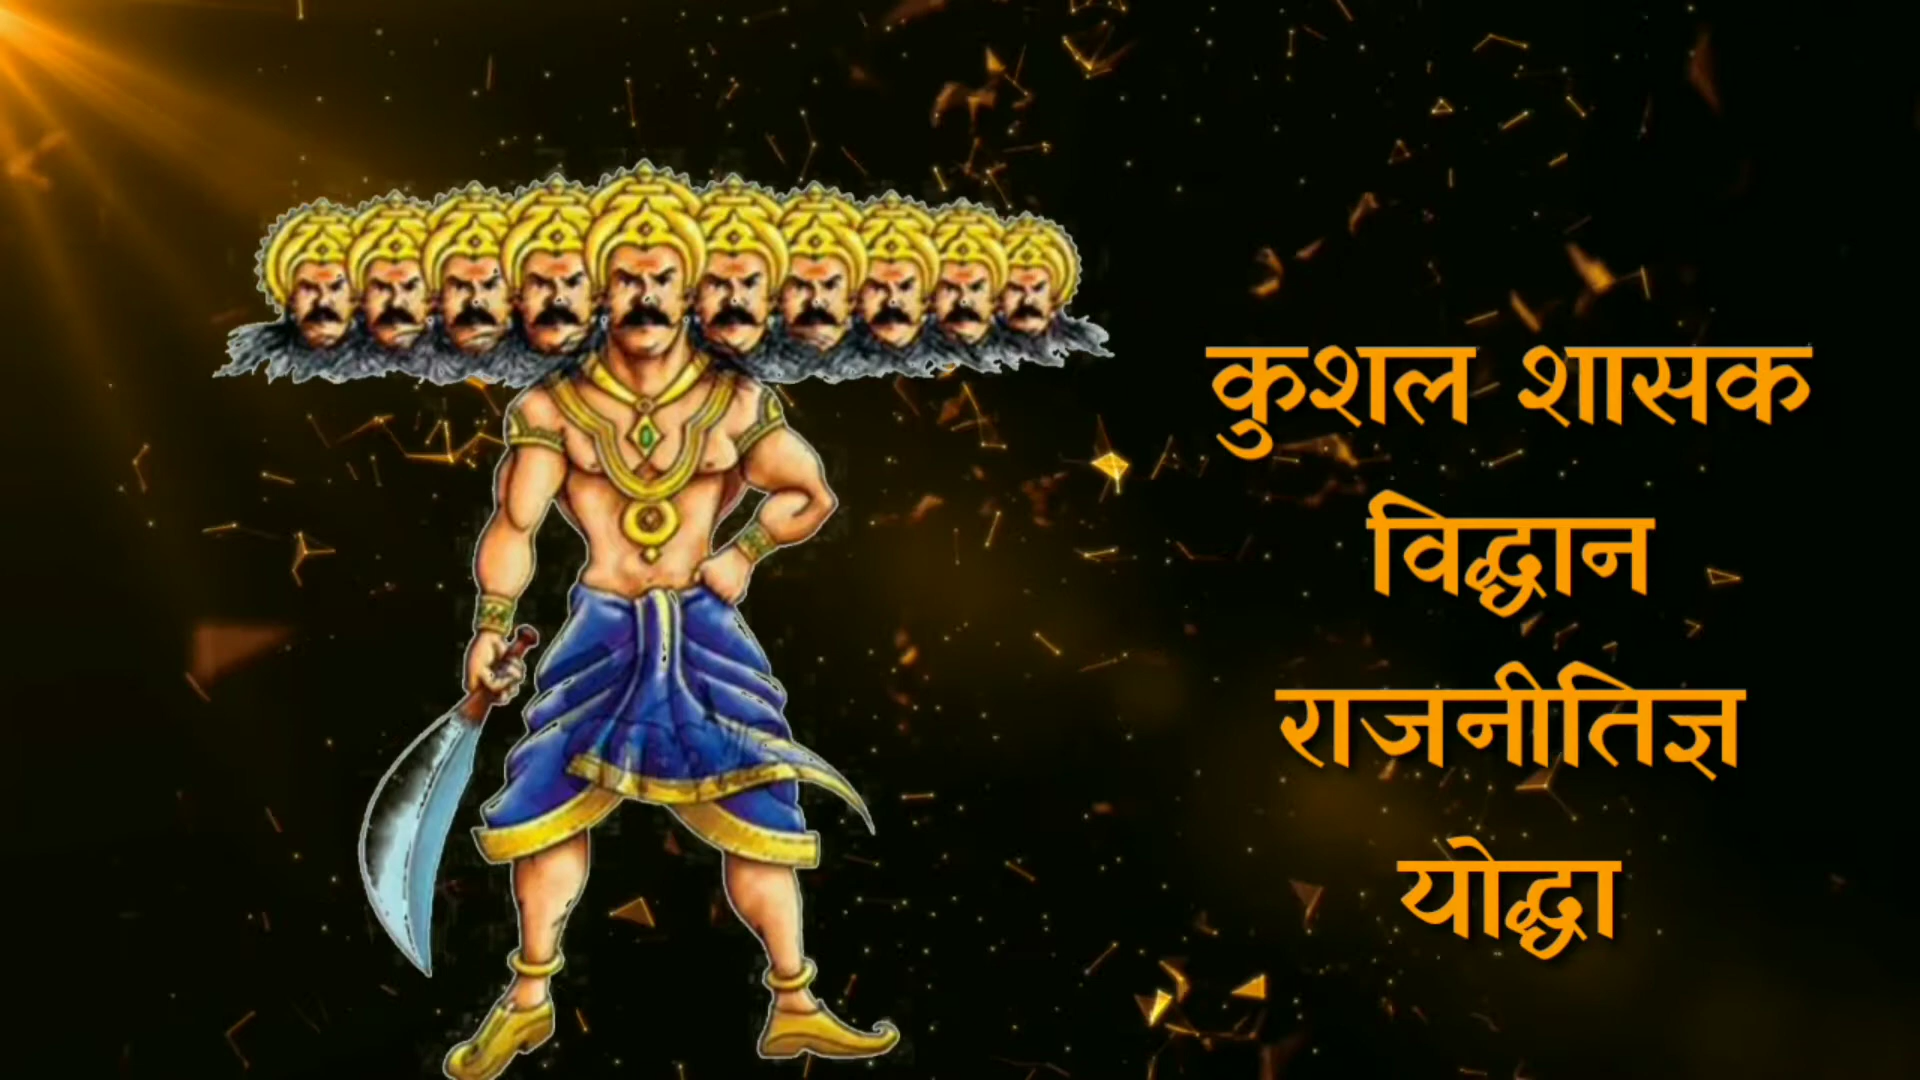 कुशल शासक
विद्धान
राजनीतिज्ञ
योद्धा